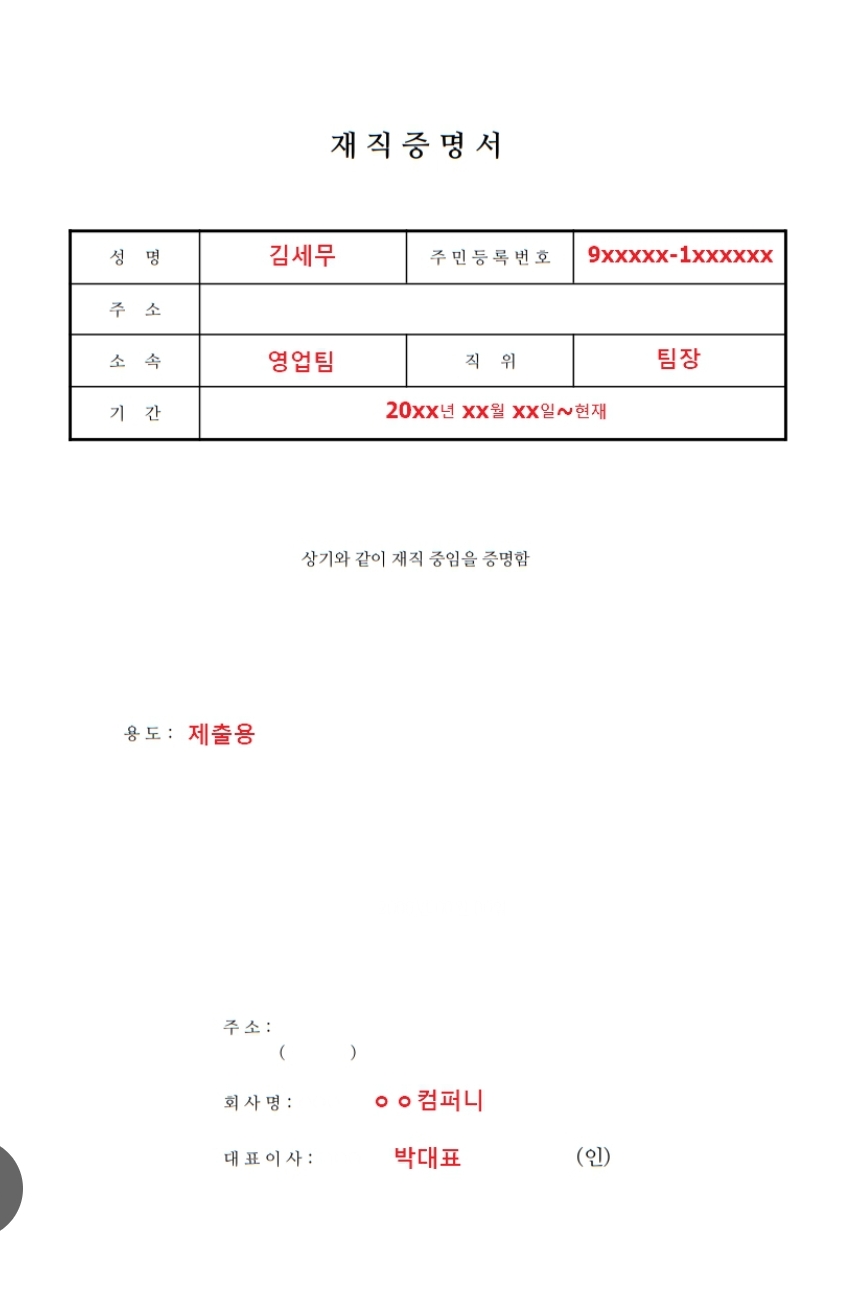 재직증명서
성 명 김세무 주민등록번호 9xxxxx-1xxxxxx
주 소
소 속 영업팀 직 위 팀장
기 간 20xx년 xx월 xx일~현재
상기와 같이 재직 중임을 증명함
용도 : 제출용
주소 :
( )
회사명 : ㅇㅇ컴퍼니
대표이사 : 박대표 (인)